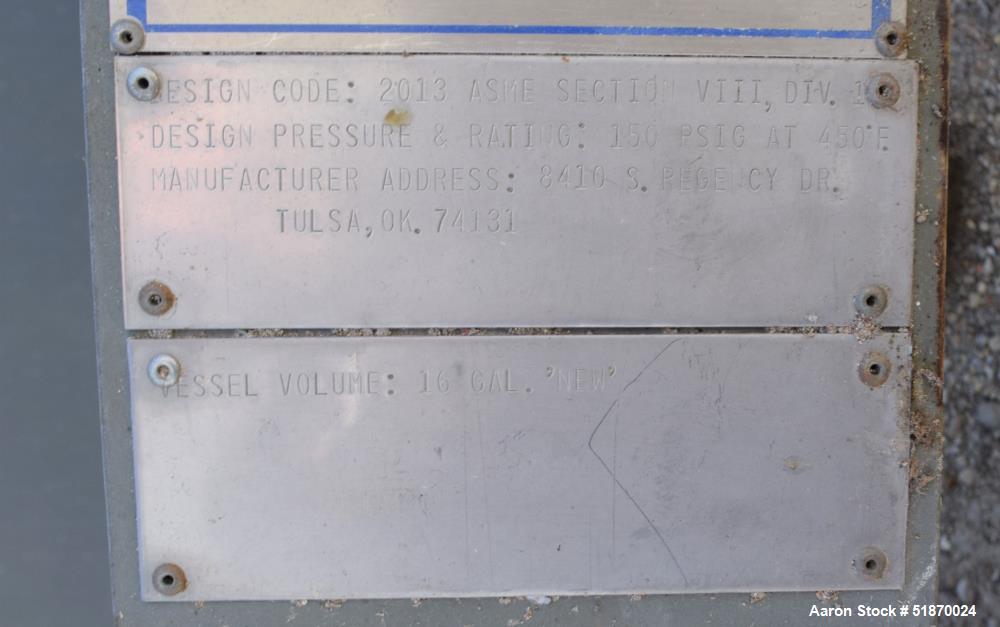 DESIGN CODE: 2013 ASME SECTION VIII, DIV. 1
DESIGN PRESSURE & RATING: 150 PSIG AT 450°F
MANUFACTURER ADDRESS: 8410 S. REGENCY DR.
TULSA, OK. 74131
VESSEL VOLUME: 16 GAL. 'NEW'
Aaron Stock # 51870024